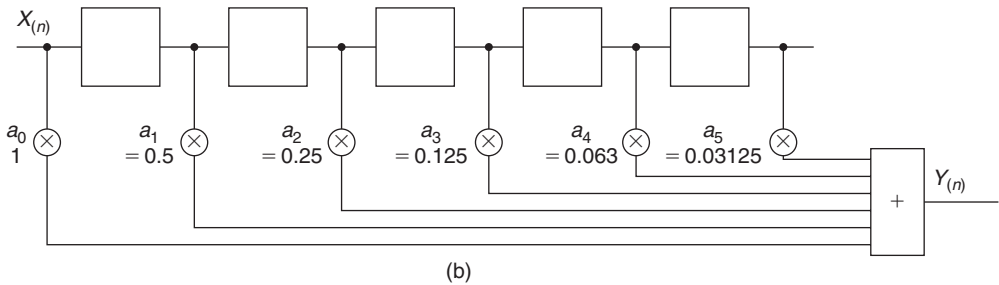 X(n)
a0
1
a1
= 0.5
a2
= 0.25
a3
= 0.125
a4
= 0.063
a5
= 0.03125
×
×
×
×
×
×
+
Y(n)
(b)